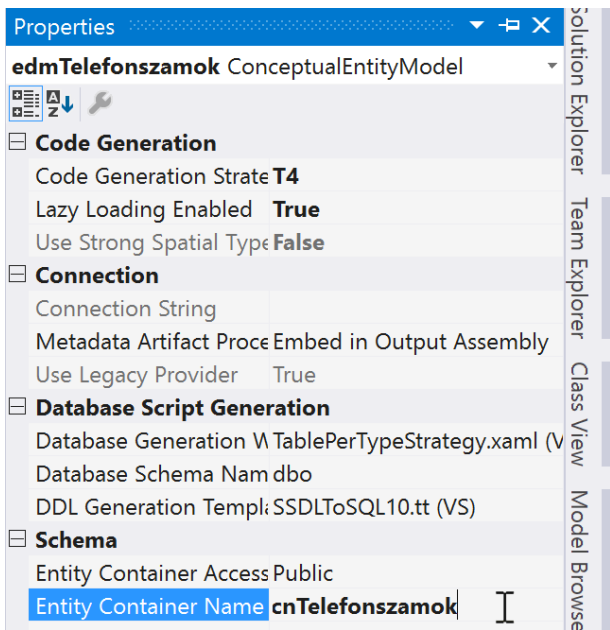 Properties
edmTelefonszamok ConceptualEntityModel
Code Generation
Code Generation Strate T4
Lazy Loading Enabled True
Use Strong Spatial Type False
Connection
Connection String
Metadata Artifact Proce Embed in Output Assembly
Use Legacy Provider True
Database Script Generation
Database Generation W TablePerTypeStrategy.xaml (V
Database Schema Nam dbo
DDL Generation Templa SSDLToSQL10.tt (VS)
Schema
Entity Container Access Public
Entity Container Name cnTelefonszamok
Solution Explorer
Team Explorer
Class View
Model Browse